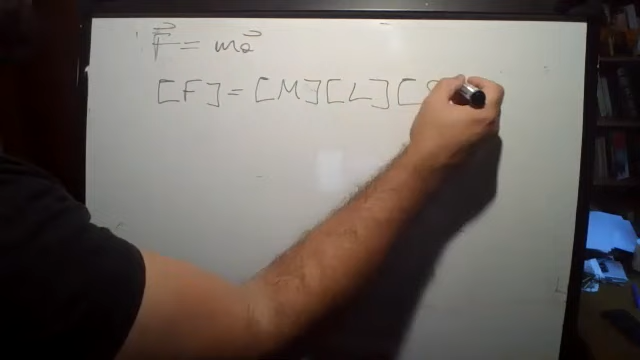 F⃗ = ma⃗
[F] = [M][L][